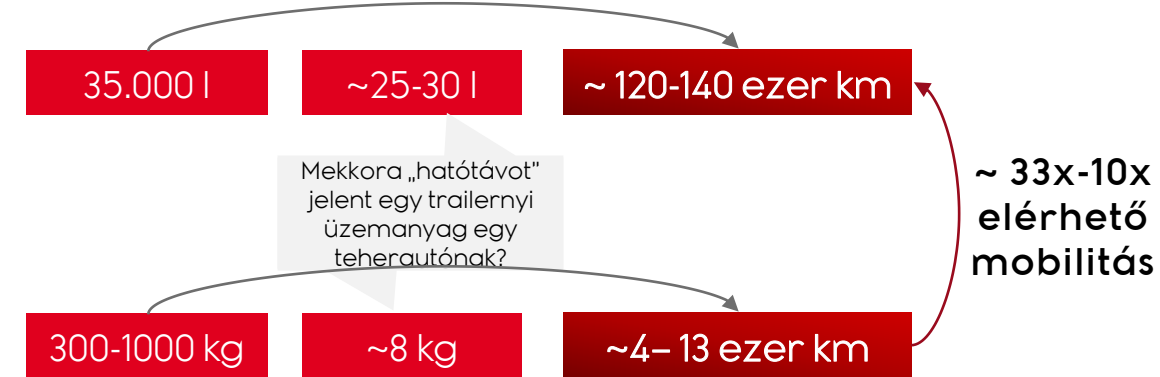 35.000 l
~25-30 l
~ 120-140 ezer km
Mekkora „hatótávot"
jelent egy trailernyi
üzemanyag egy
teherautónak?
~ 33x-10x
elérhető
mobilitás
300-1000 kg
~8 kg
~4– 13 ezer km